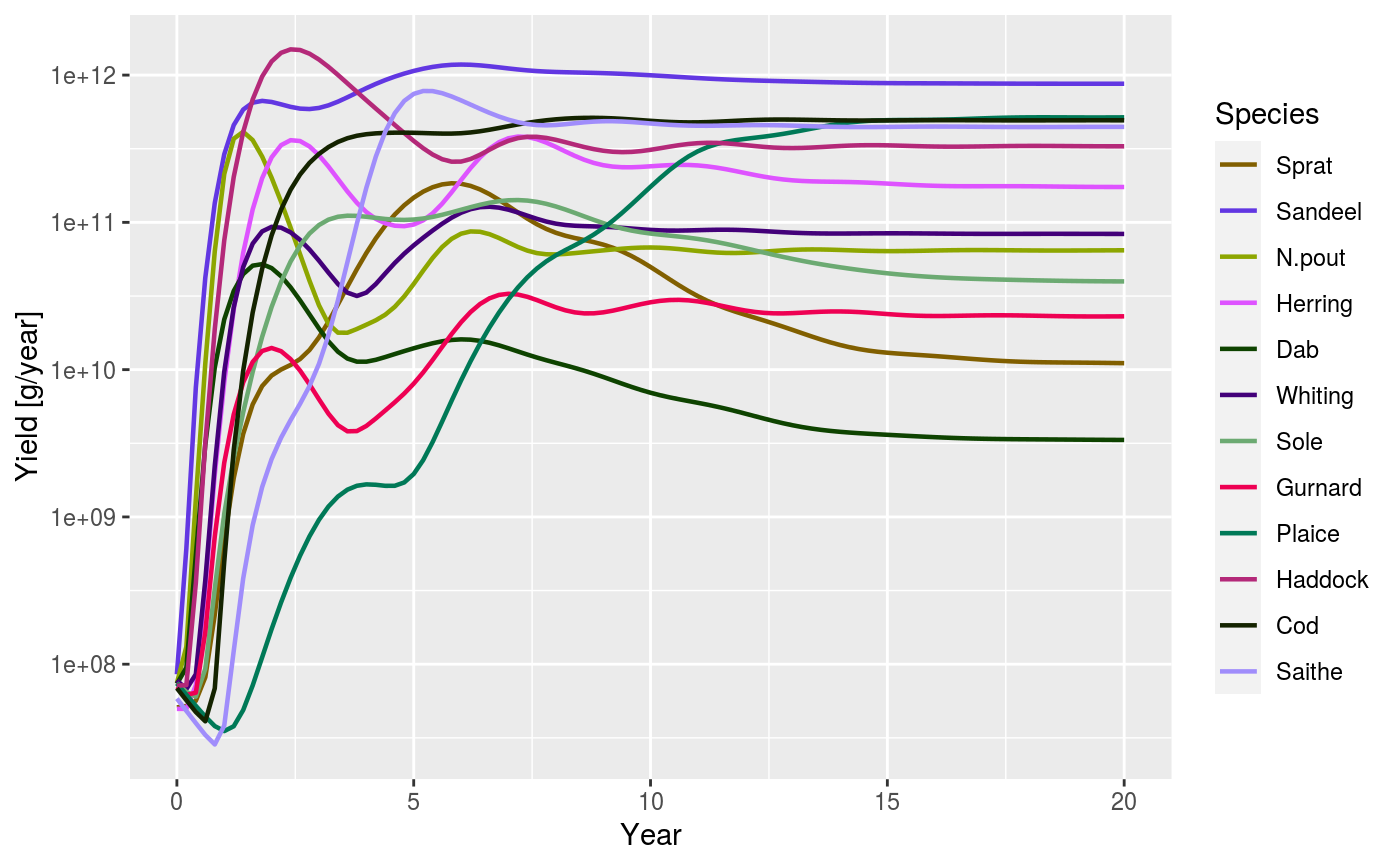 Yield [g/year]
1e+12
1e+11
1e+10
1e+09
1e+08
0 5 10 15 20
Year
Species
Sprat
Sandeel
N.pout
Herring
Dab
Whiting
Sole
Gurnard
Plaice
Haddock
Cod
Saithe